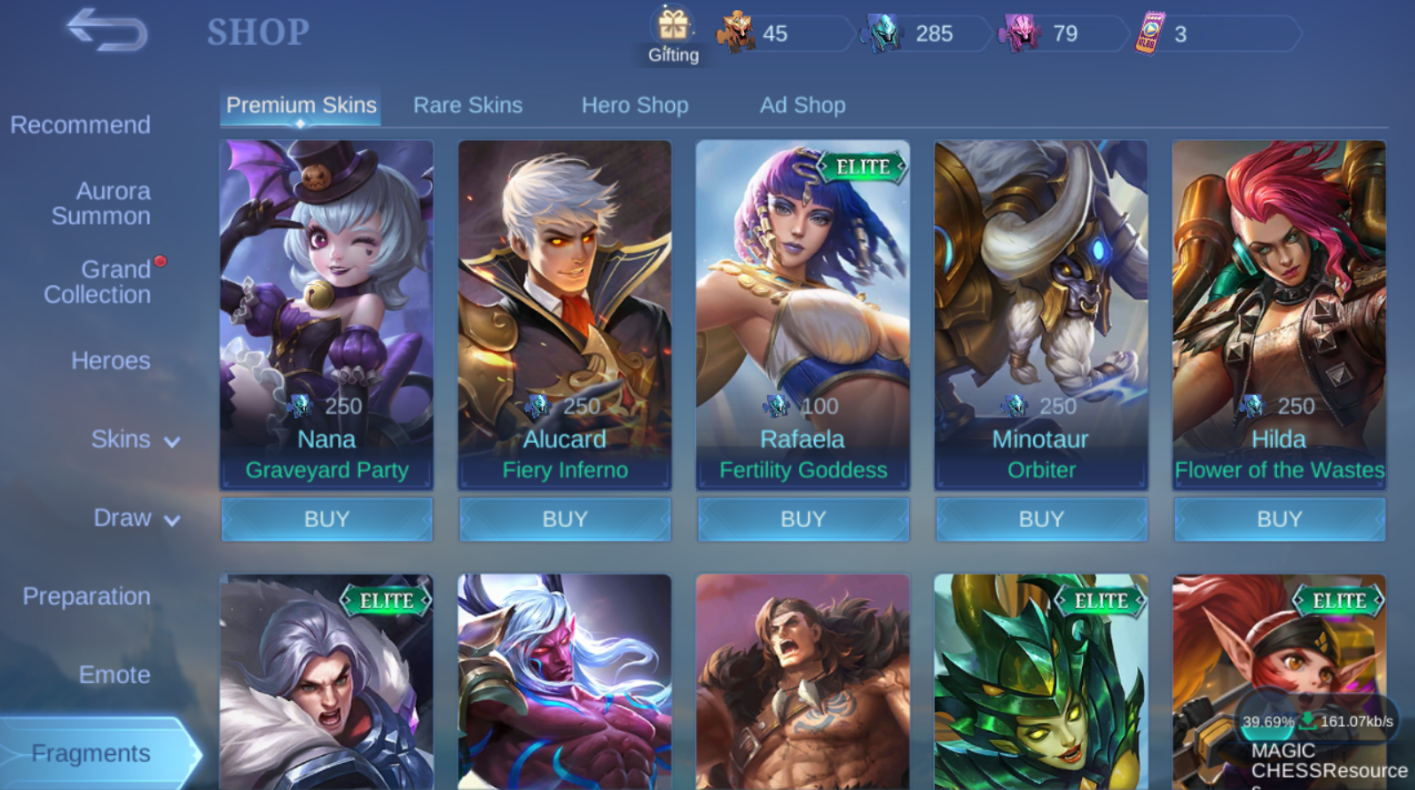 SHOP
Gifting
45
285
79
3
Recommend
Aurora
Summon
Grand
Collection
Heroes
Skins
Draw
Preparation
Emote
Fragments
Premium Skins Rare Skins Hero Shop Ad Shop
ELITE
250 250 100 250 250
Nana Alucard Rafaela Minotaur Hilda
Graveyard Party Fiery Inferno Fertility Goddess Orbiter Flower of the Wastes
BUY BUY BUY BUY BUY
ELITE ELITE ELITE
39.69% 161.07kb/s
MAGIC
CHESSResource
s